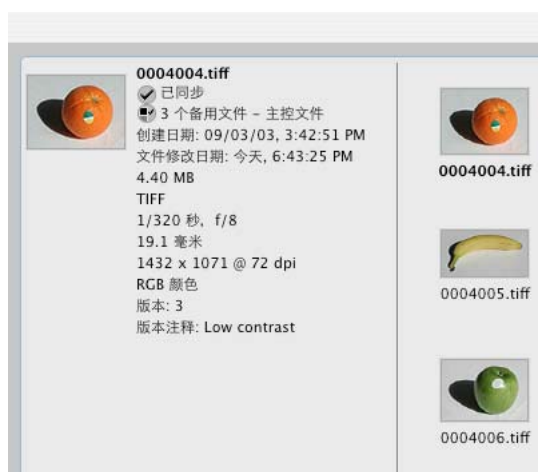 0004004.tiff
已同步
3 个备用文件 – 主控文件
创建日期: 09/03/03, 3:42:51 PM
文件修改日期: 今天, 6:43:25 PM
4.40 MB
TIFF
1/320 秒, f/8
19.1 毫米
1432 x 1071 @ 72 dpi
RGB 颜色
版本: 3
版本注释: Low contrast
0004004.tiff
0004005.tiff
0004006.tiff